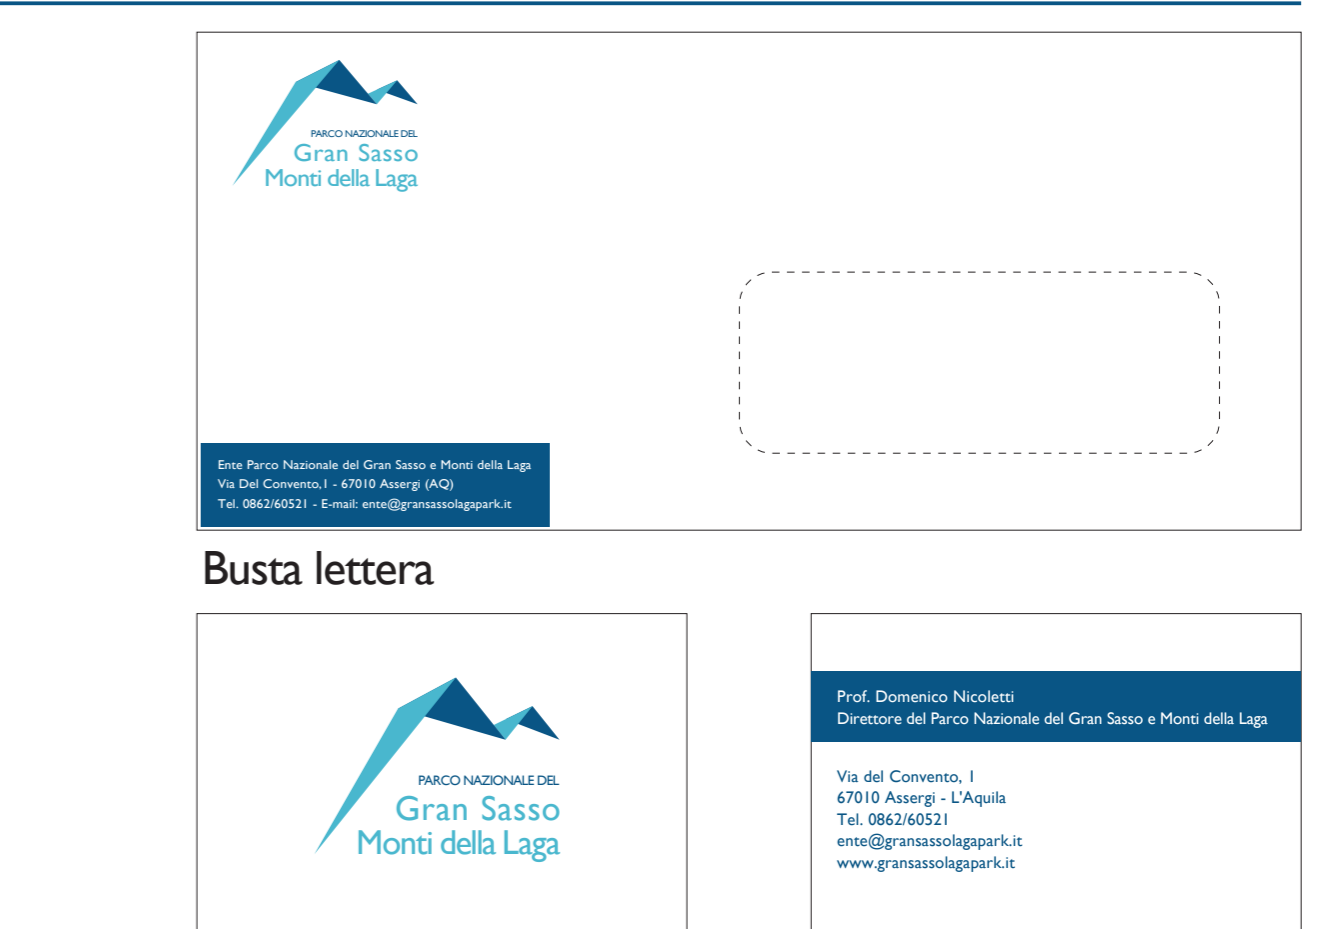 PARCO NAZIONALE DEL
Gran Sasso
Monti della Laga
Ente Parco Nazionale del Gran Sasso e Monti della Laga
Via Del Convento,1 - 67010 Assergi (AQ)
Tel. 0862/60521 - E-mail: ente@gransassolagapark.it
Busta lettera
PARCO NAZIONALE DEL
Gran Sasso
Monti della Laga
Prof. Domenico Nicoletti
Direttore del Parco Nazionale del Gran Sasso e Monti della Laga
Via del Convento, 1
67010 Assergi - L'Aquila
Tel. 0862/60521
ente@gransassolagapark.it
www.gransassolagapark.it